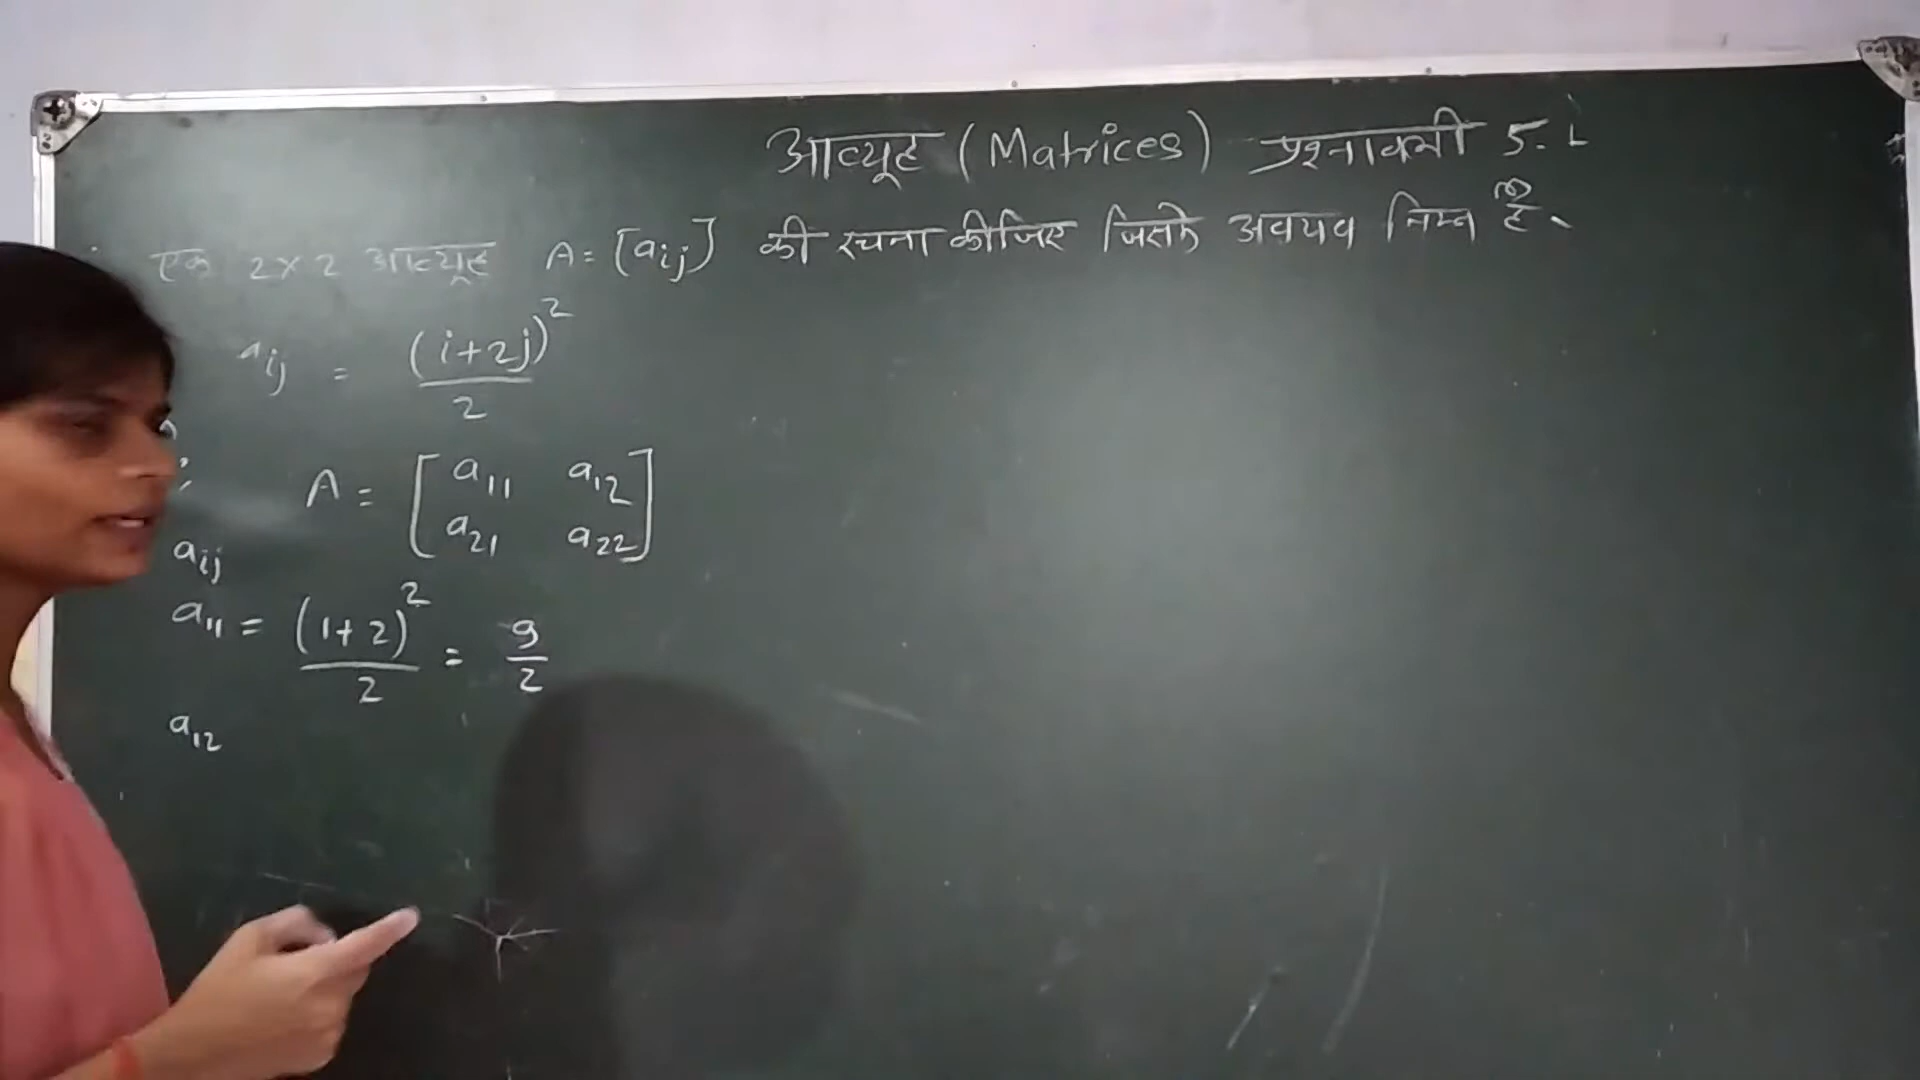 आव्यूह (Matrices) प्रश्नावली 5.1
एक 2×2 आव्यूह A = [aij] की रचना कीजिए जिसके अवयव निम्न हैं
aij = (i+2j)²/2
A = [a11 a12
a21 a22]
aij
a11 = (1+2)²/2 = 9/2
a12